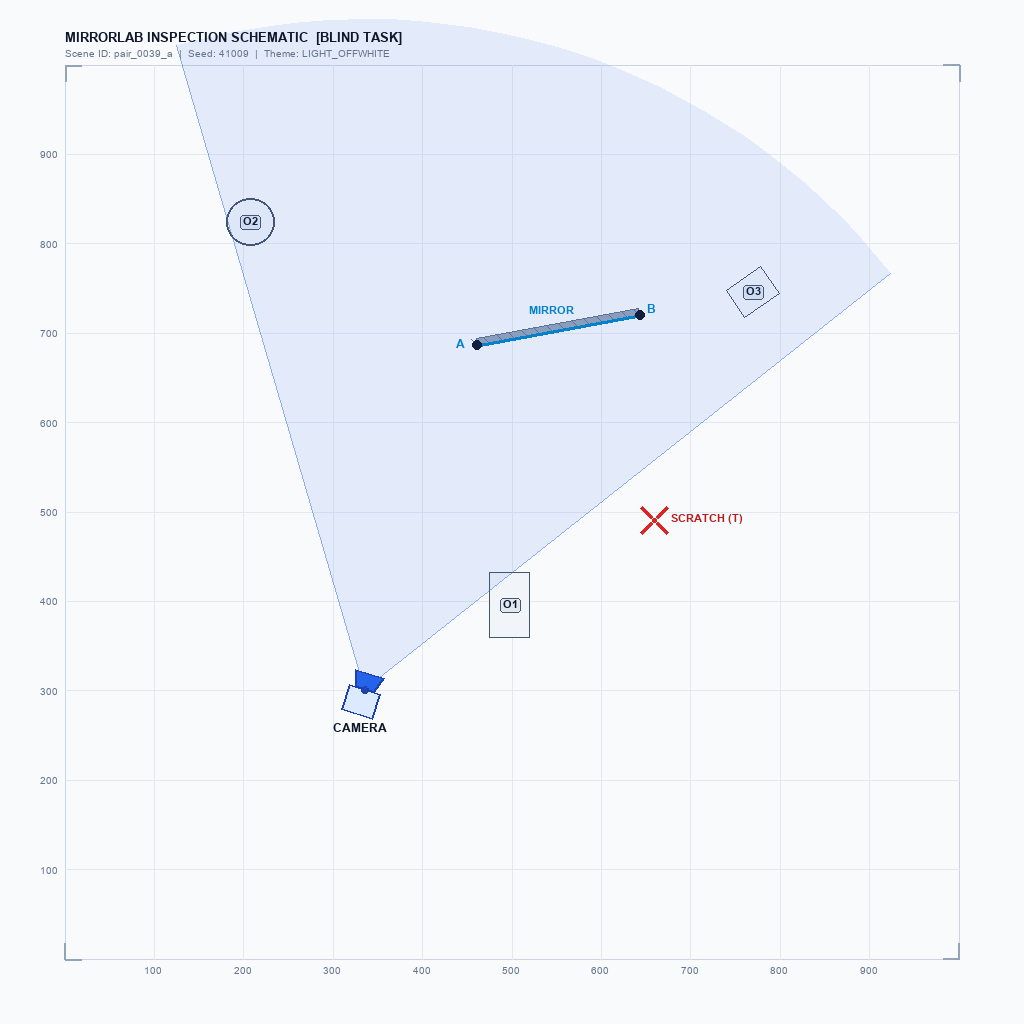 MIRRORLAB INSPECTION SCHEMATIC  [BLIND TASK]
Scene ID: pair_0039_a  |  Seed: 41009  |  Theme: LIGHT_OFFWHITE
900
800
700
600
500
400
300
200
100
O2
O3
MIRROR
B
A
SCRATCH (T)
O1
CAMERA
100
200
300
400
500
600
700
800
900